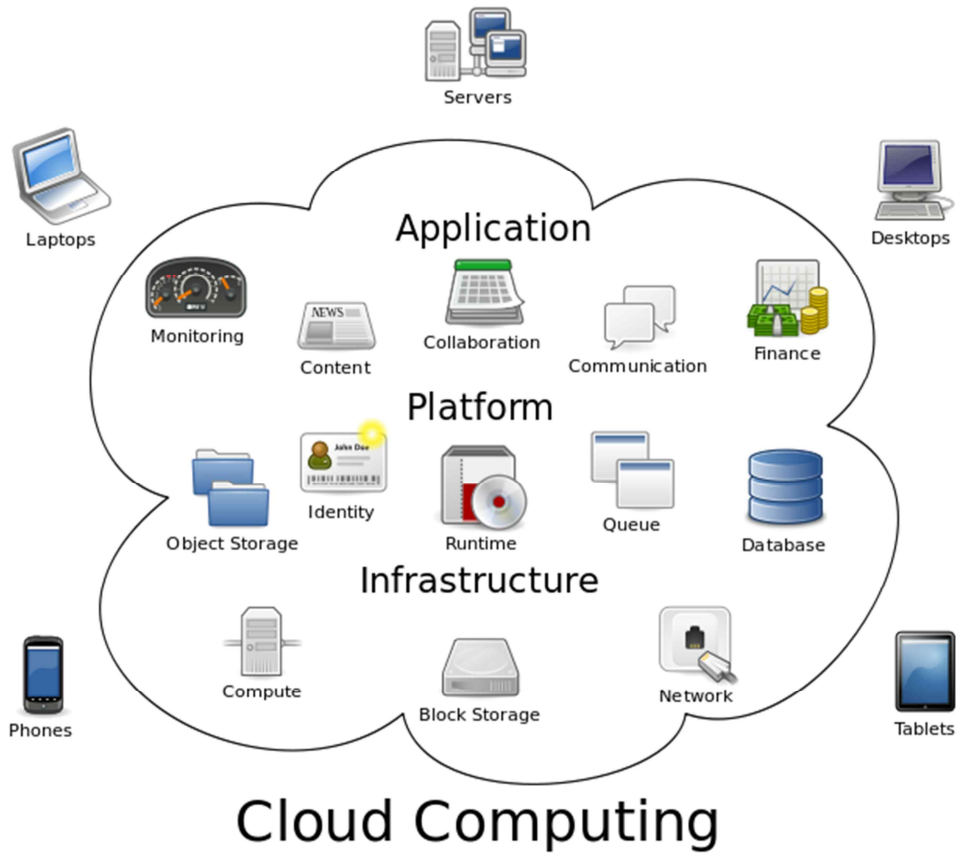 Servers
Laptops
Desktops
Application
Monitoring
NEWS
Content
Collaboration
Communication
Finance
Platform
John Doe
Identity
Object Storage
Runtime
Queue
Database
Infrastructure
Compute
Block Storage
Network
Phones
Tablets
Cloud Computing